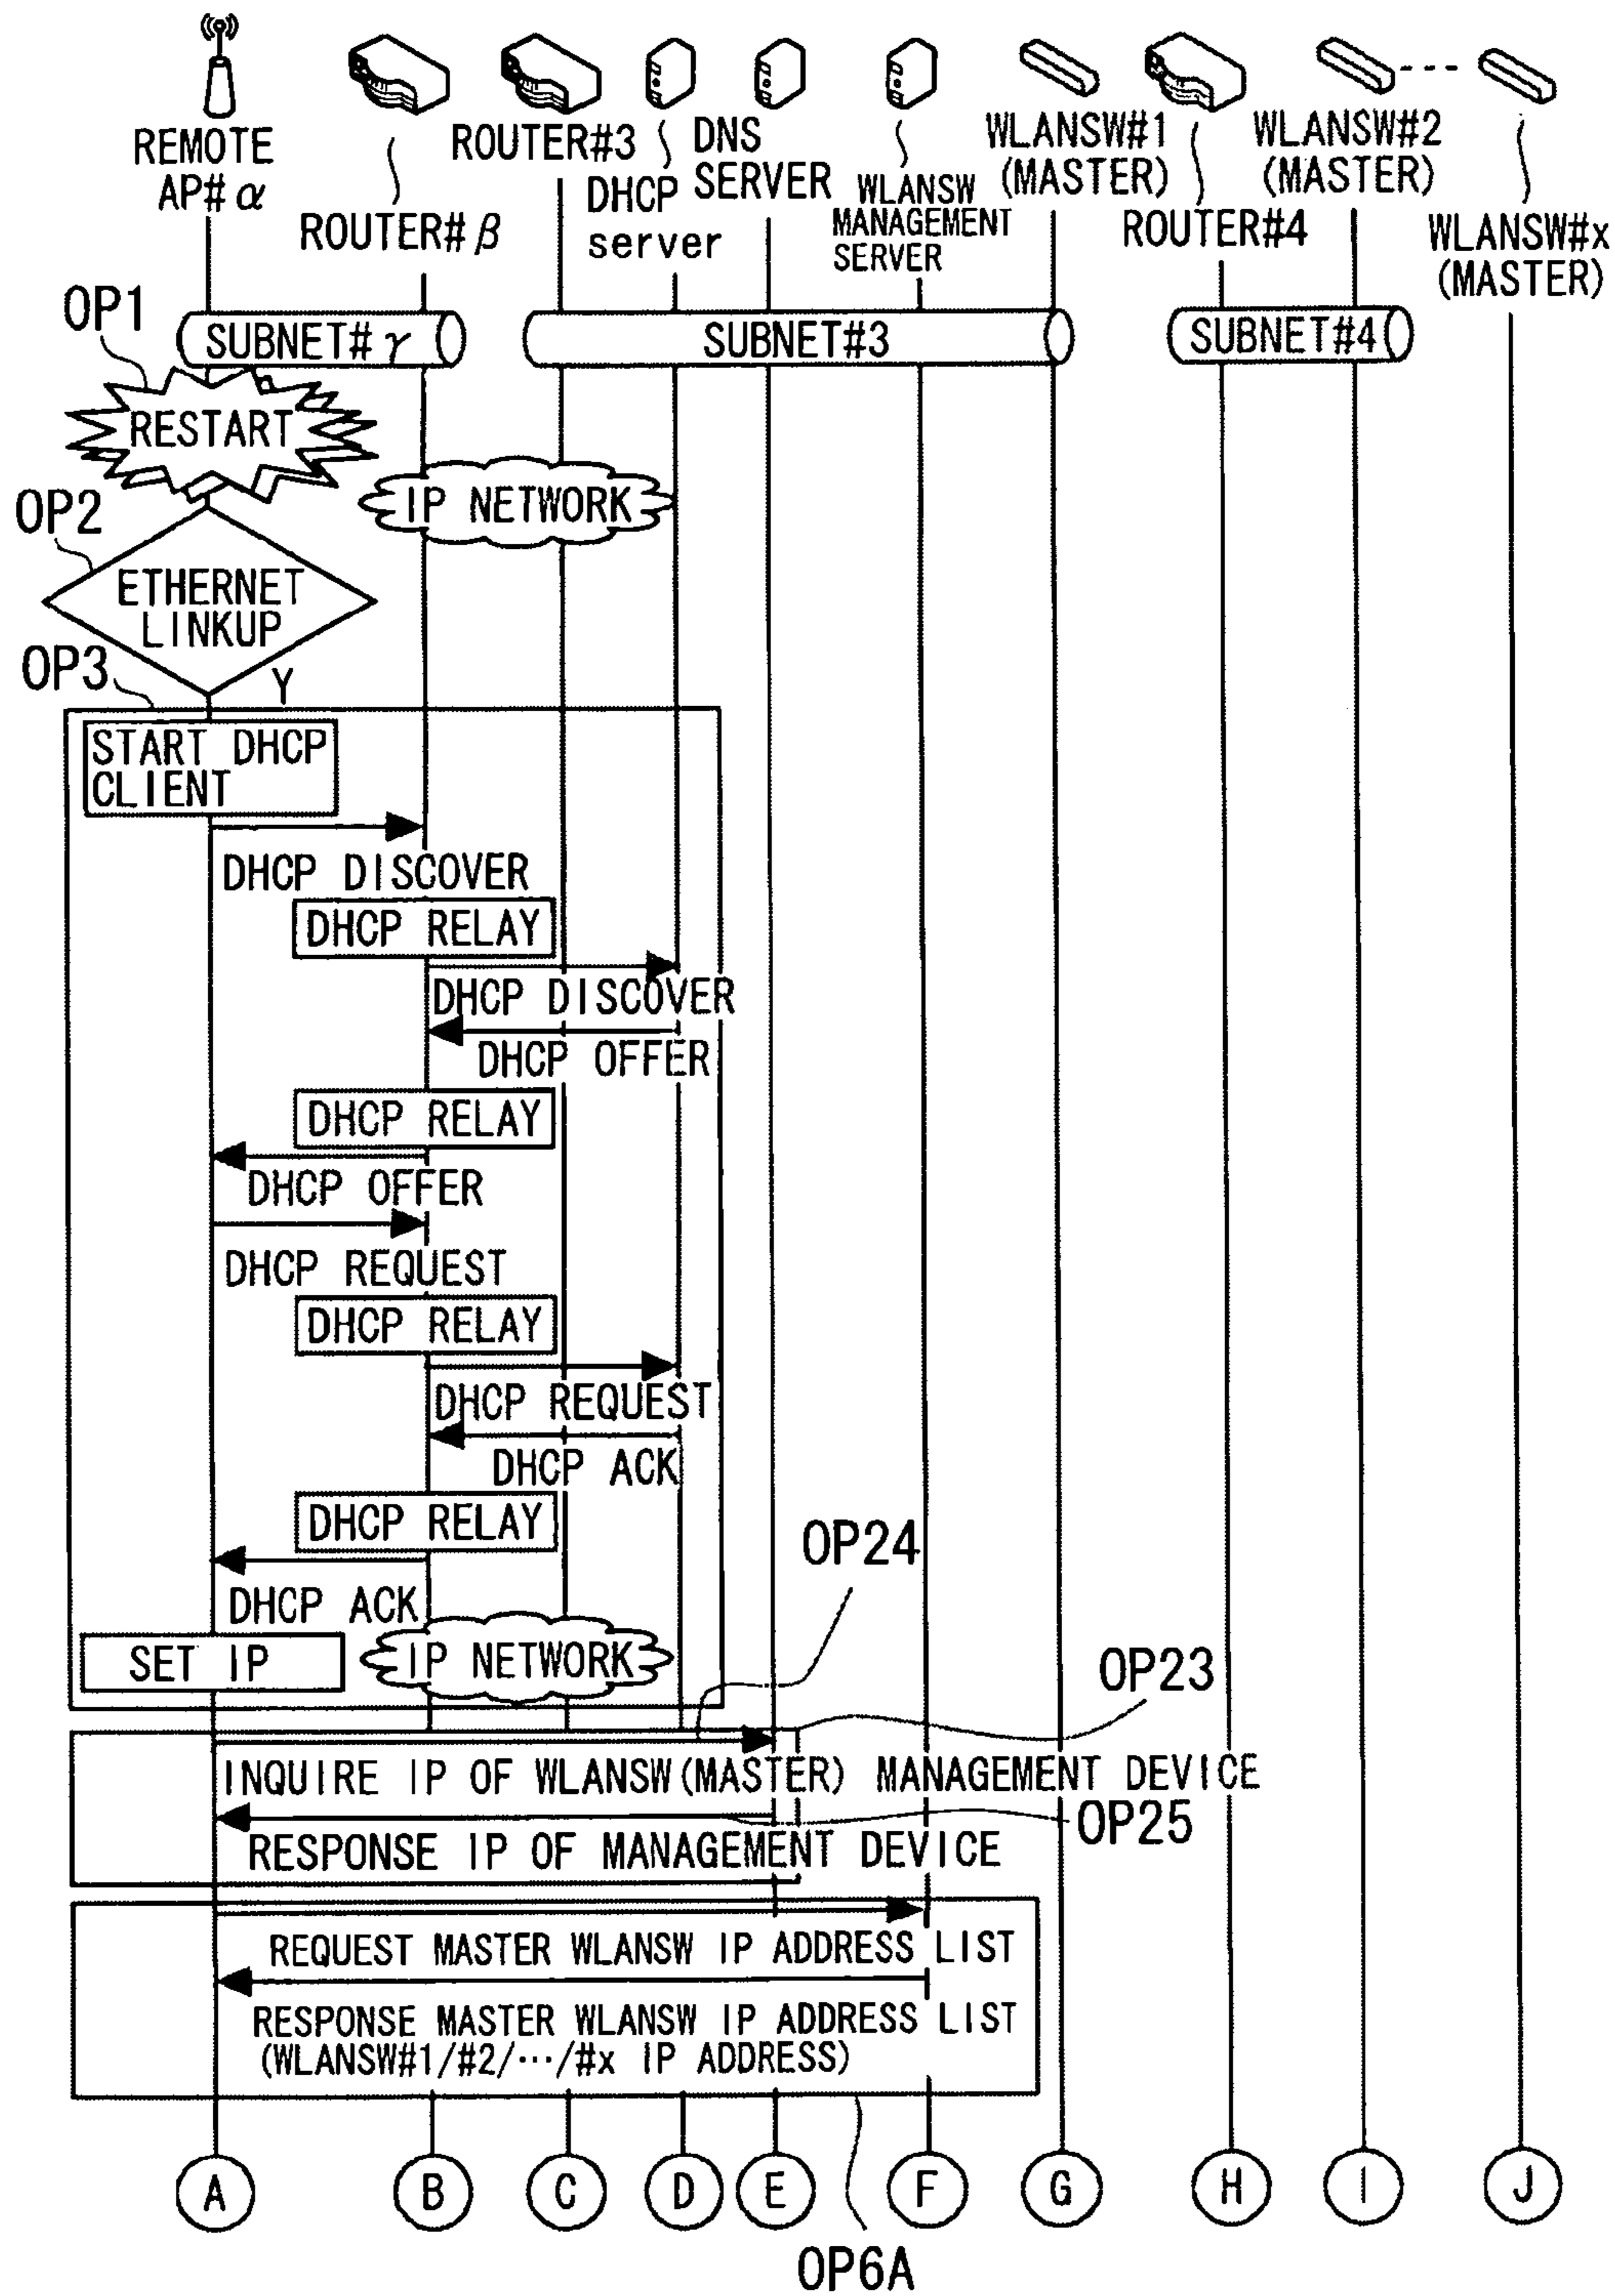 REMOTE
AP# α
ROUTER# β
ROUTER#3
DHCP
server
DNS
SERVER
WLANSW
MANAGEMENT
SERVER
WLANSW#1
(MASTER)
ROUTER#4
WLANSW#2
(MASTER)
WLANSW#x
(MASTER)
OP1
SUBNET# γ
SUBNET#3
SUBNET#4
RESTART
IP NETWORK
OP2
ETHERNET
LINKUP
OP3
Y
START DHCP
CLIENT
DHCP DISCOVER
DHCP RELAY
DHCP DISCOVER
DHCP OFFER
DHCP RELAY
DHCP OFFER
DHCP REQUEST
DHCP RELAY
DHCP REQUEST
DHCP ACK
DHCP RELAY
OP24
DHCP ACK
SET IP
IP NETWORK
OP23
INQUIRE IP OF WLANSW(MASTER) MANAGEMENT DEVICE
OP25
RESPONSE IP OF MANAGEMENT DEVICE
REQUEST MASTER WLANSW IP ADDRESS LIST
RESPONSE MASTER WLANSW IP ADDRESS LIST
(WLANSW#1/#2/···/#x IP ADDRESS)
A
B
C
D
E
F
G
H
I
J
OP6A